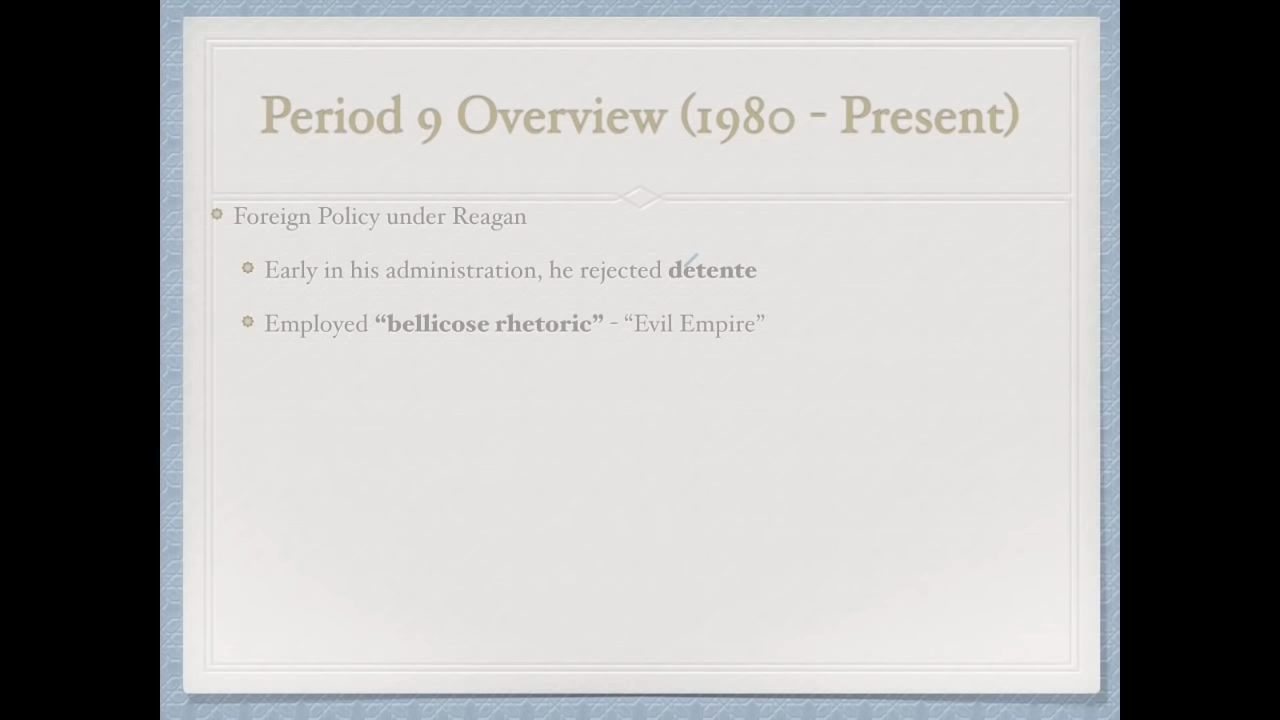 Period 9 Overview (1980 - Present)
Foreign Policy under Reagan
Early in his administration, he rejected détente
Employed “bellicose rhetoric” - “Evil Empire”